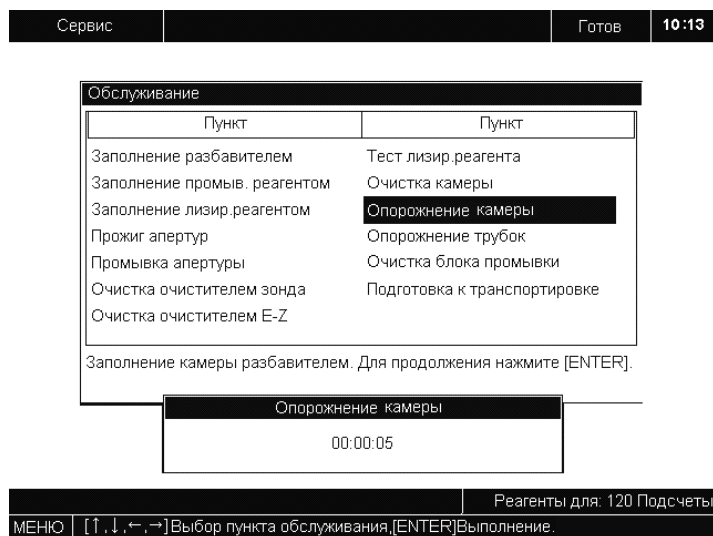 Сервис Готов 10:13
Обслуживание
Пункт Пункт
Заполнение разбавителем Тест лизир.реагента
Заполнение промыв. реагентом Очистка камеры
Заполнение лизир.реагентом Опорожнение камеры
Прожиг апертур Опорожнение трубок
Промывка апертуры Очистка блока промывки
Очистка очистителем зонда Подготовка к транспортировке
Очистка очистителем E-Z
Заполнение камеры разбавителем. Для продолжения нажмите [ENTER].
Опорожнение камеры
00:00:05
Реагенты для: 120 Подсчеты
МЕНЮ [↑,↓,←,→]Выбор пункта обслуживания,[ENTER]Выполнение.